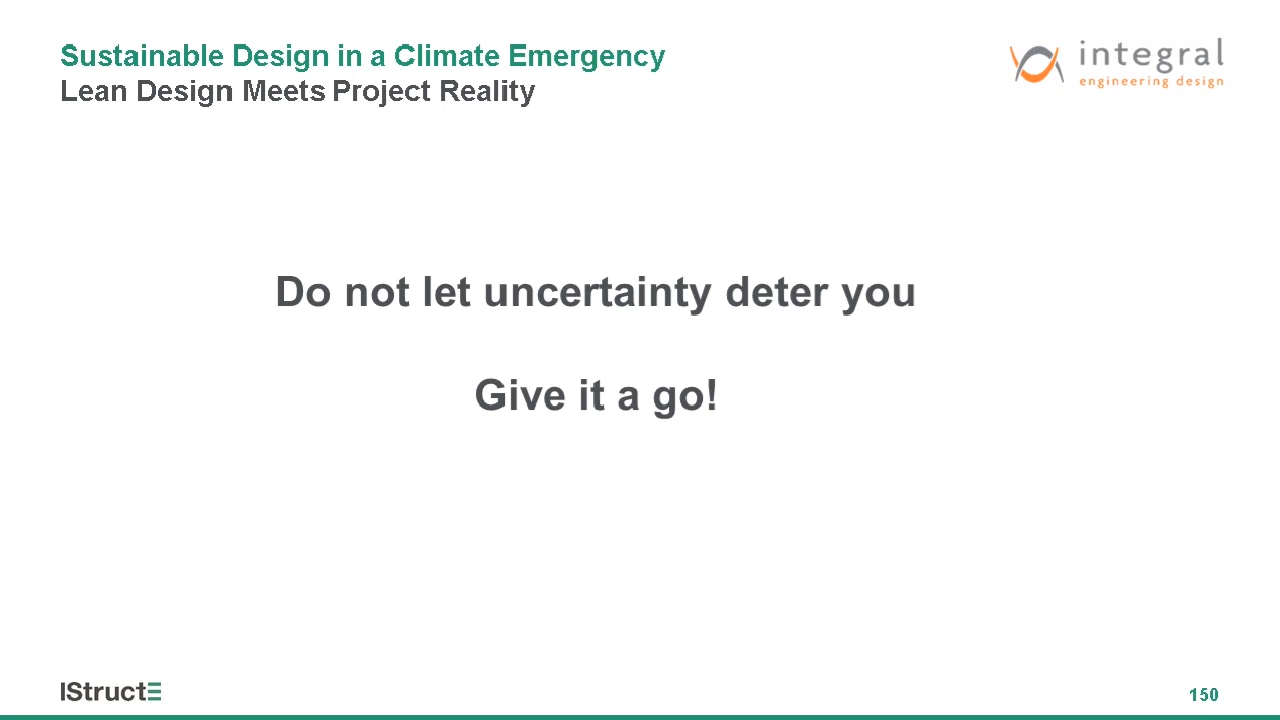 Sustainable Design in a Climate Emergency
Lean Design Meets Project Reality
integral
engineering design
Do not let uncertainty deter you
Give it a go!
IStructE
150